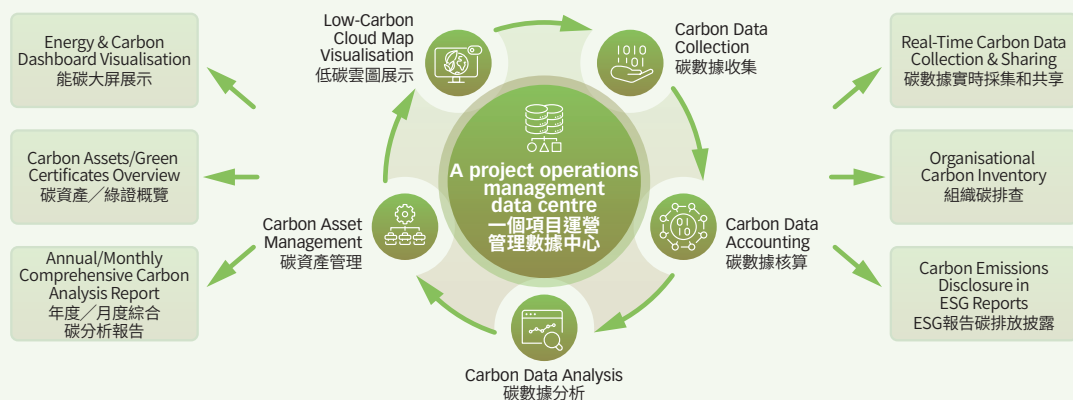 Energy & Carbon
Dashboard Visualisation
能碳大屏展示
Carbon Assets/Green
Certificates Overview
碳資產／綠證概覽
Annual/Monthly
Comprehensive Carbon
Analysis Report
年度／月度綜合
碳分析報告
Low-Carbon
Cloud Map
Visualisation
低碳雲圖展示
Carbon Data
Collection
碳數據收集
A project operations
management
data centre
一個項目運營
管理數據中心
Carbon Asset
Management
碳資產管理
Carbon Data
Accounting
碳數據核算
Carbon Data Analysis
碳數據分析
Real-Time Carbon Data
Collection & Sharing
碳數據實時採集和共享
Organisational
Carbon Inventory
組織碳排查
Carbon Emissions
Disclosure in
ESG Reports
ESG報告碳排放披露